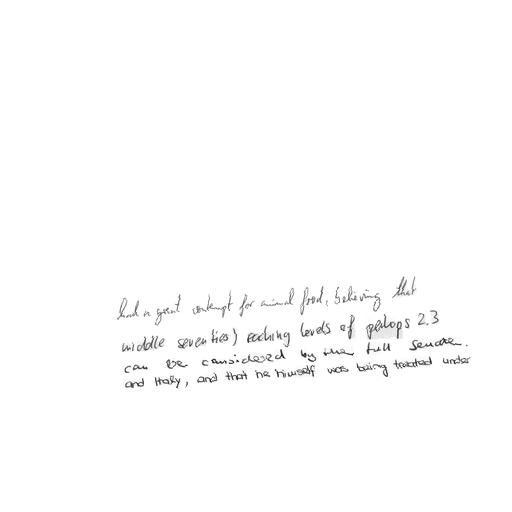 had a great contempt for animal food, believing that
middle seventies) reaching levels of perhaps 2.3
can be considered by the full Senate.
and Italy, and that he himself was being treated under